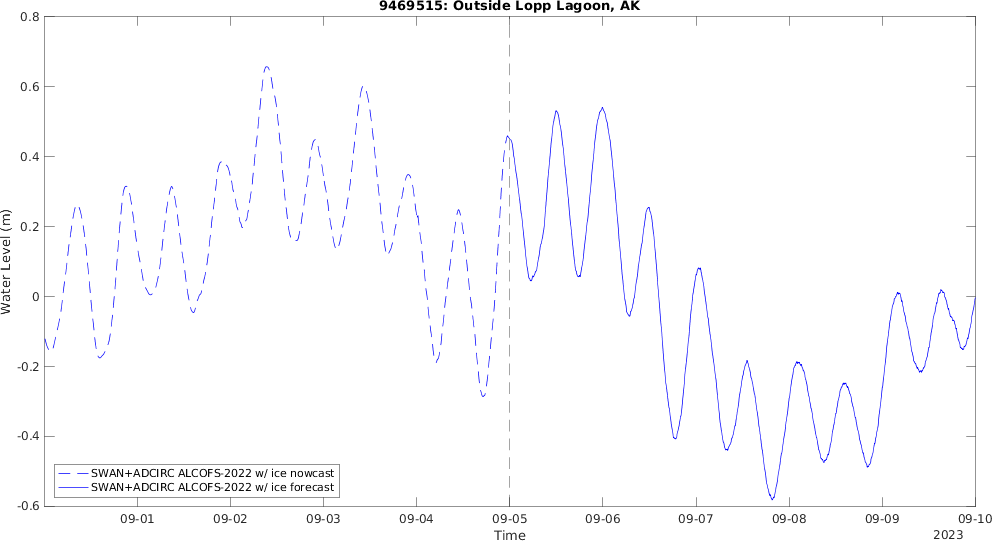 9469515: Outside Lopp Lagoon, AK
0.8
0.6
0.4
0.2
0
-0.2
-0.4
-0.6
Water Level (m)
SWAN+ADCIRC ALCOFS-2022 w/ ice nowcast
SWAN+ADCIRC ALCOFS-2022 w/ ice forecast
09-01 09-02 09-03 09-04 09-05 09-06 09-07 09-08 09-09 09-10
Time
2023